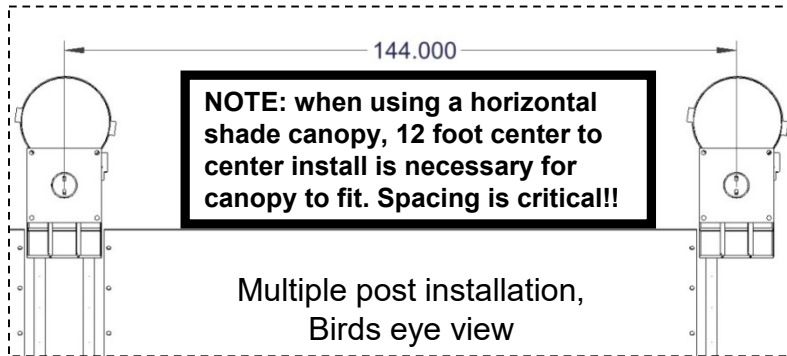 144.000
NOTE: when using a horizontal
shade canopy, 12 foot center to
center install is necessary for
canopy to fit. Spacing is critical!!
Multiple post installation,
Birds eye view